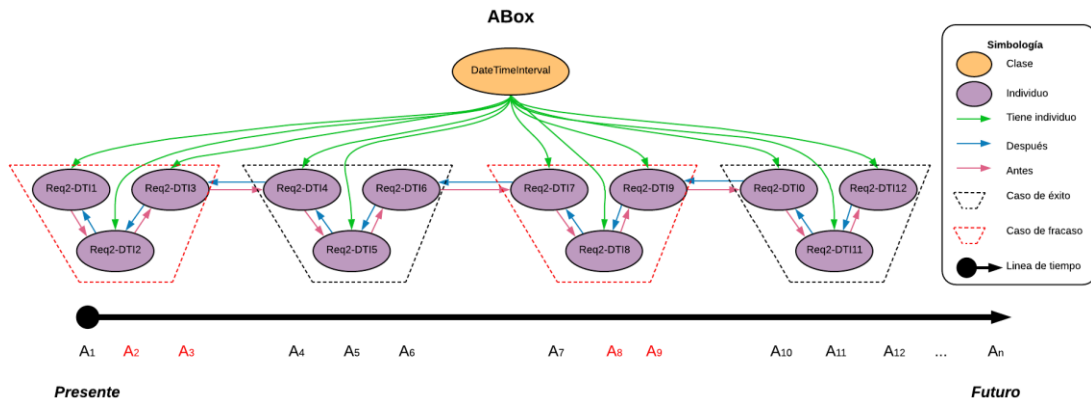 ABox
DateTimeInterval
Simbología
Clase
Individuo
Tiene individuo
Después
Antes
Caso de éxito
Caso de fracaso
Linea de tiempo
Req2-DTI1
Req2-DTI3
Req2-DTI4
Req2-DTI6
Req2-DTI7
Req2-DTI9
Req2-DTI0
Req2-DTI12
Req2-DTI2
Req2-DTI5
Req2-DTI8
Req2-DTI11
A1 A2 A3 A4 A5 A6 A7 A8 A9 A10 A11 A12 ... An
Presente Futuro